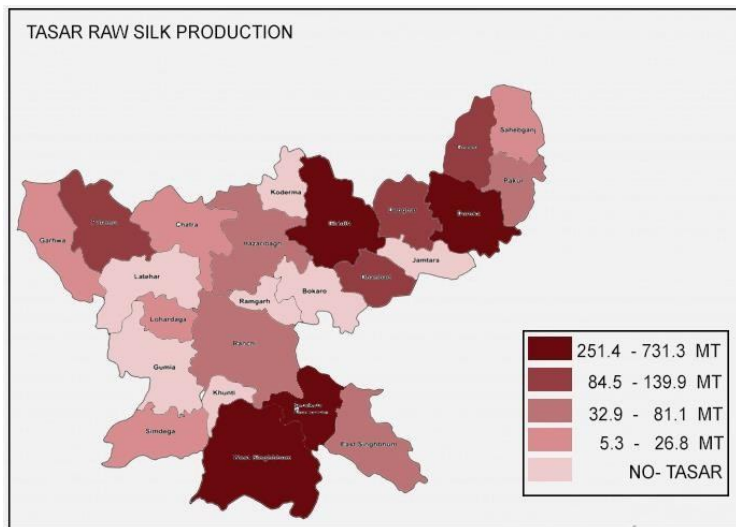 TASAR RAW SILK PRODUCTION
Sahebganj
Pakur
Koderma
Garhwa
Chatra
Hazaribagh
Giridih
Dumka
Jamtara
Latehar
Ramgarh
Bokaro
Lohardaga
Ranchi
Gumla
Khunti
Simdega
East Singhbhum
West Singhbhum
251.4 - 731.3 MT
84.5 - 139.9 MT
32.9 - 81.1 MT
5.3 - 26.8 MT
NO- TASAR